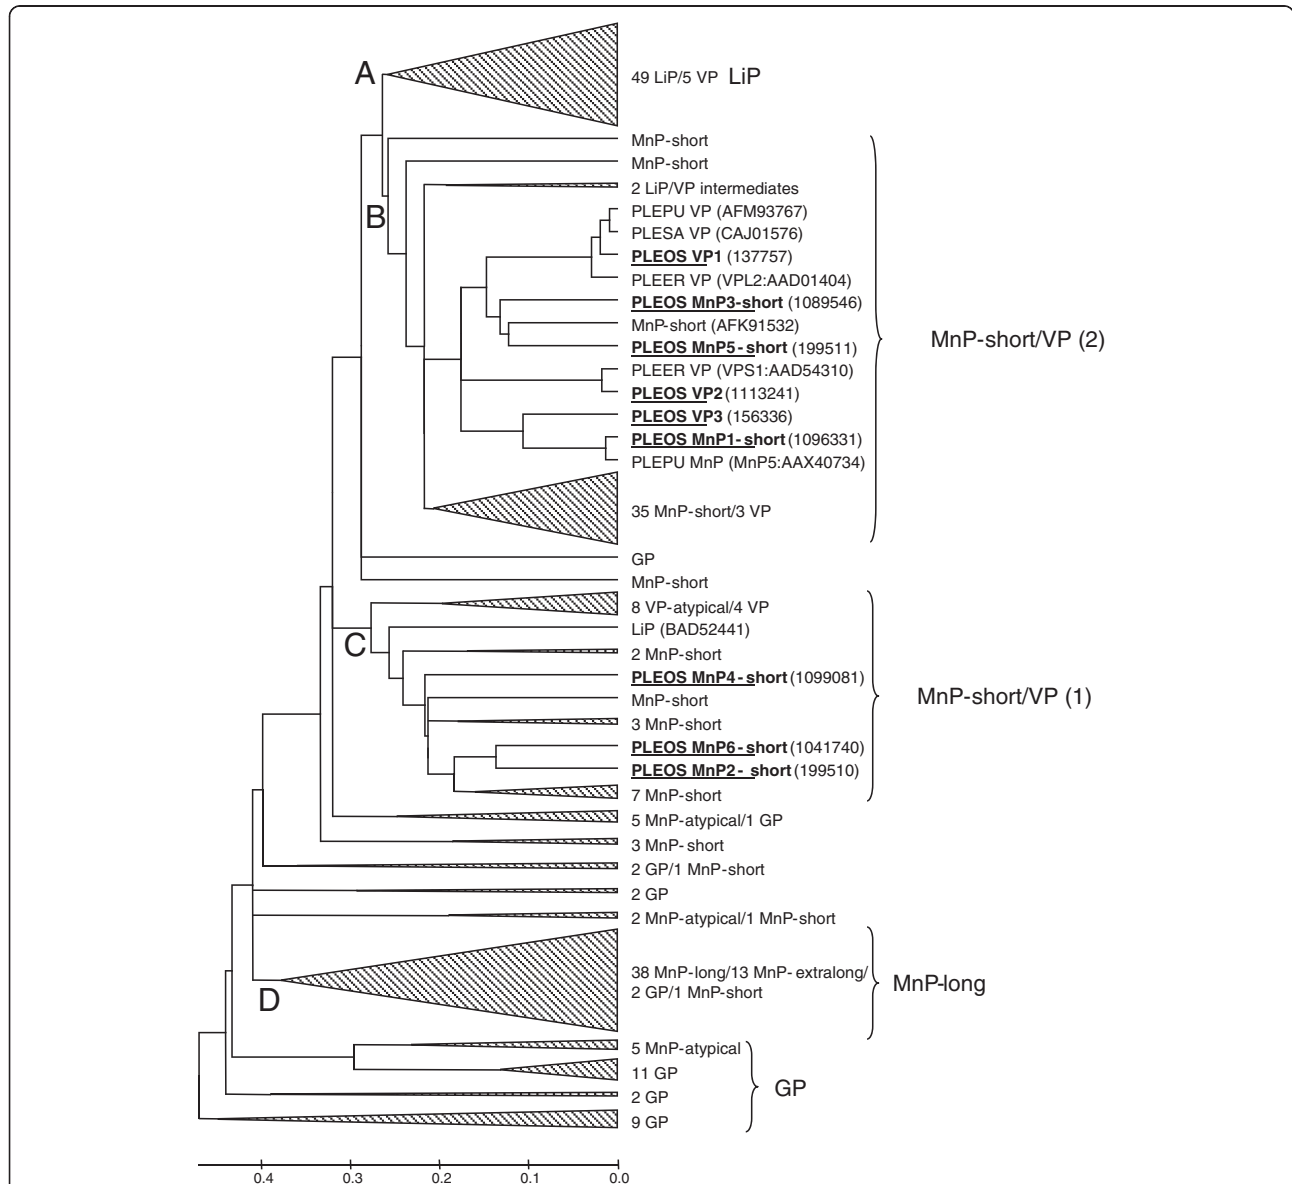 A
49 LiP/5 VP LiP
MnP-short
MnP-short
B
2 LiP/VP intermediates
PLEPU VP (AFM93767)
PLESA VP (CAJ01576)
PLEOS VP1 (137757)
PLEER VP (VPL2:AAD01404)
PLEOS MnP3-short (1089546)
MnP-short (AFK91532)
MnP-short/VP (2)
PLEOS MnP5-short (199511)
PLEER VP (VPS1:AAD54310)
PLEOS VP2 (1113241)
PLEOS VP3 (156336)
PLEOS MnP1-short (1096331)
PLEPU MnP (MnP5:AAX40734)
35 MnP-short/3 VP
GP
MnP-short
8 VP-atypical/4 VP
C
LiP (BAD52441)
2 MnP-short
PLEOS MnP4-short (1099081)
MnP-short
MnP-short/VP (1)
3 MnP-short
PLEOS MnP6-short (1041740)
PLEOS MnP2- short (199510)
7 MnP-short
5 MnP-atypical/1 GP
3 MnP-short
2 GP/1 MnP-short
2 GP
2 MnP-atypical/1 MnP-short
D
38 MnP-long/13 MnP-extralong/
2 GP/1 MnP-short
MnP-long
5 MnP-atypical
11 GP
GP
2 GP
9 GP
0.4 0.3 0.2 0.1 0.0